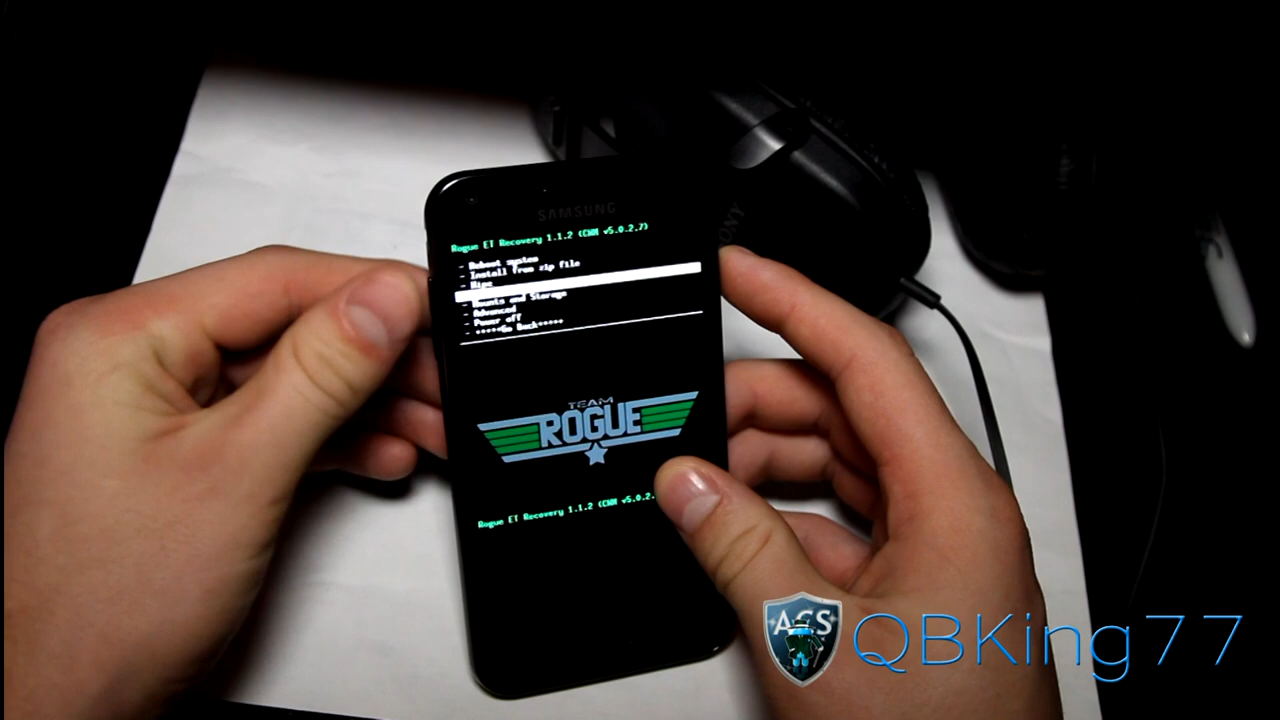 SAMSUNG
Rogue ET Recovery 1.1.2 (CWM v5.0.2.7)
- Reboot system
- Install from zip file
- Wipe
- Mounts and Storage
- Advanced
- Power off
- +++++Go Back+++++
TEAM
ROGUE
Rogue ET Recovery 1.1.2 (CWM v5.0.2.
SONY
ACS
QBKing77